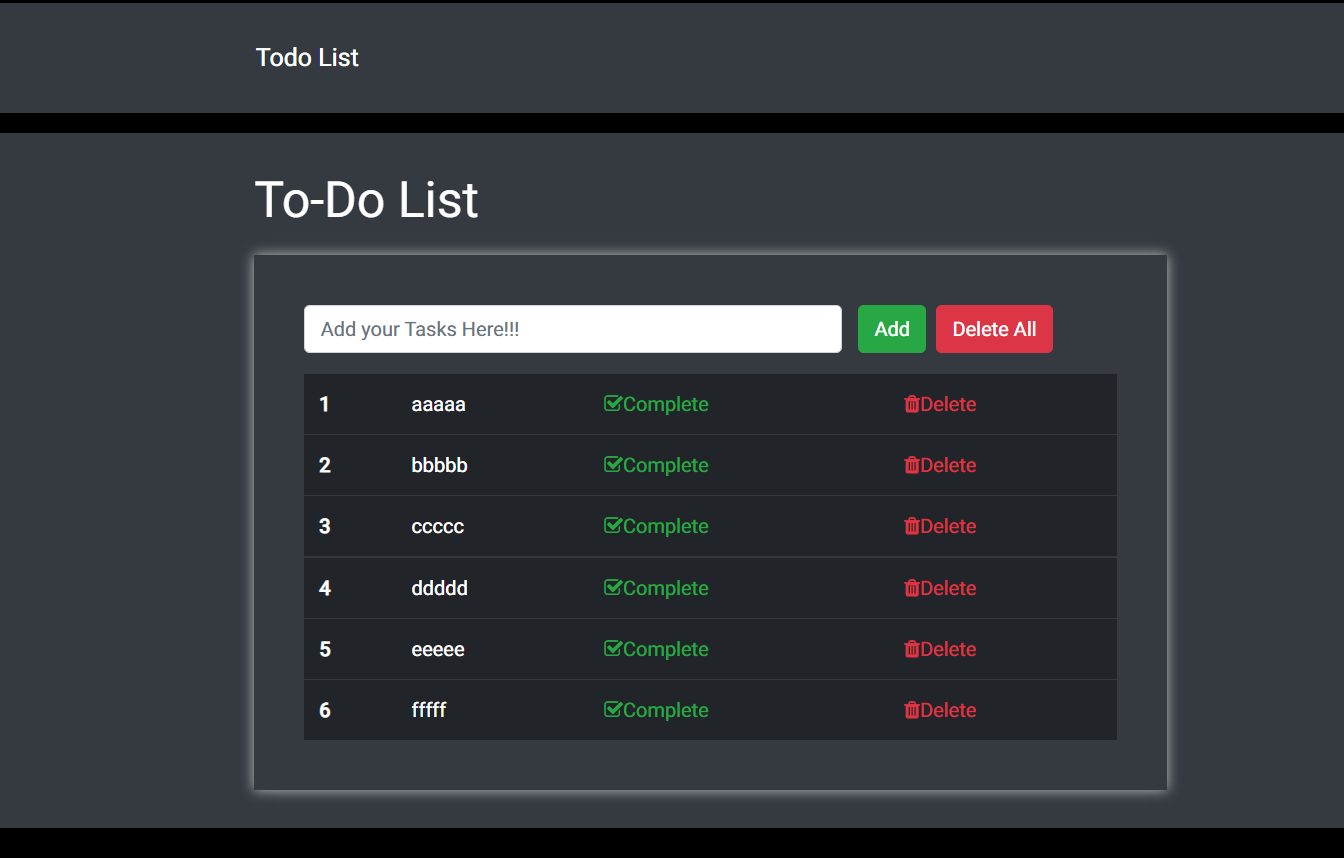 Todo List
To-Do List
Add your Tasks Here!!! Add Delete All
1 aaaaa Complete Delete
2 bbbbb Complete Delete
3 ccccc Complete Delete
4 ddddd Complete Delete
5 eeeee Complete Delete
6 fffff Complete Delete